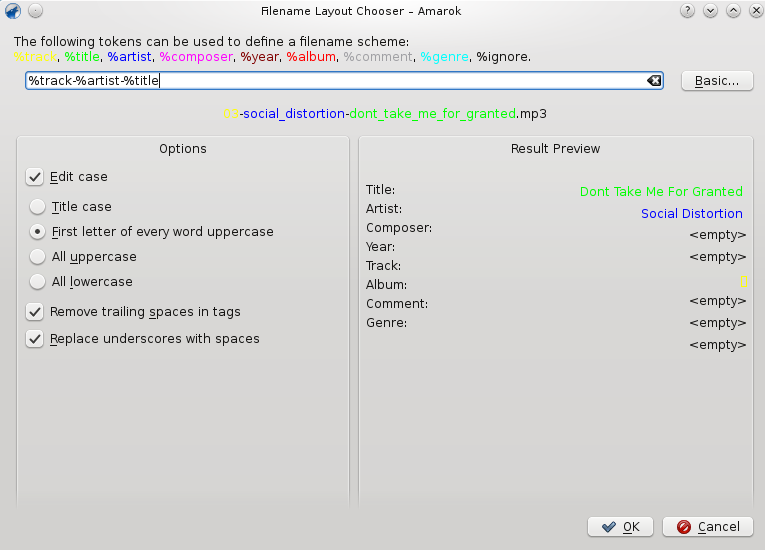 Filename Layout Chooser – Amarok
The following tokens can be used to define a filename scheme:
%track, %title, %artist, %composer, %year, %album, %comment, %genre, %ignore.
%track-%artist-%title
Basic...
-social_distortion-dont_take_me_for_granted.mp3
Options
Edit case
Title case
First letter of every word uppercase
All uppercase
All lowercase
Remove trailing spaces in tags
Replace underscores with spaces
Result Preview
Title: Dont Take Me For Granted
Artist: Social Distortion
Composer: <empty>
Year: <empty>
Track:
Album: <empty>
Comment: <empty>
Genre: <empty>
OK
Cancel